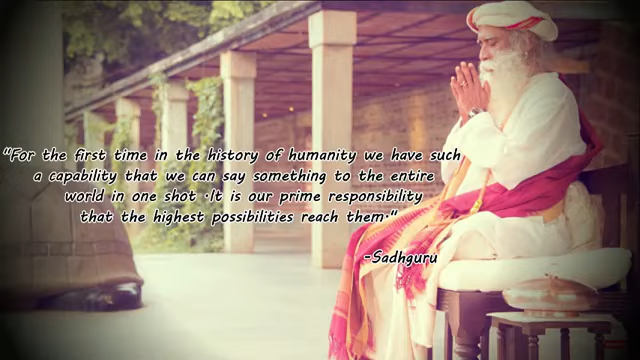 "For the first time in the history of humanity we have such
a capability that we can say something to the entire
world in one shot .It is our prime responsibility
that the highest possibilities reach them."
-Sadhguru